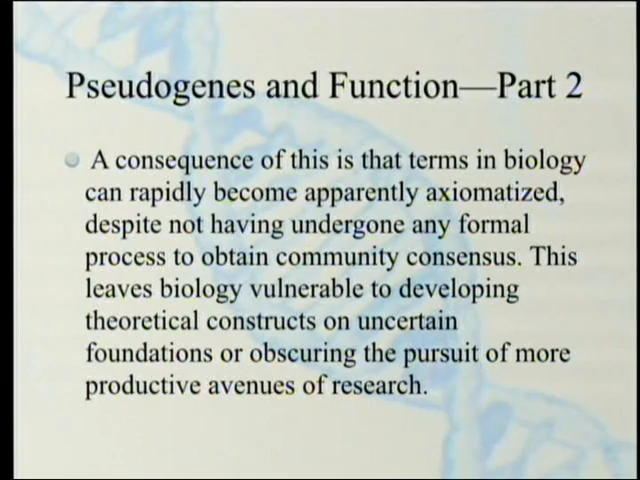 Pseudogenes and Function—Part 2
A consequence of this is that terms in biology
can rapidly become apparently axiomatized,
despite not having undergone any formal
process to obtain community consensus. This
leaves biology vulnerable to developing
theoretical constructs on uncertain
foundations or obscuring the pursuit of more
productive avenues of research.